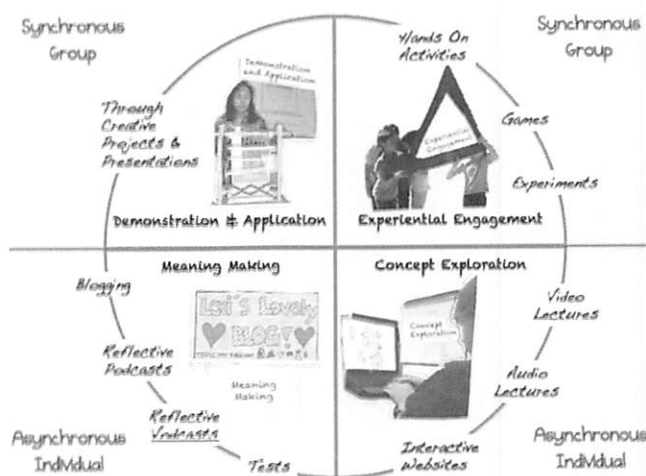 Synchronous
Group
Synchronous
Group
Hands On
Activities
Games
Experiments
Through
Creative
Projects &
Presentations
Demonstration
and Application
Experiential
Engagement
Demonstration & Application
Experiential Engagement
Meaning Making
Concept Exploration
Blogging
Reflective
Podcasts
Reflective
Vodcasts
Tests
Lexi's Lovely
BLOG!
Meaning
Making
Concept
Exploration
Video
Lectures
Audio
Lectures
Interactive
Websites
Asynchronous
Individual
Asynchronous
Individual